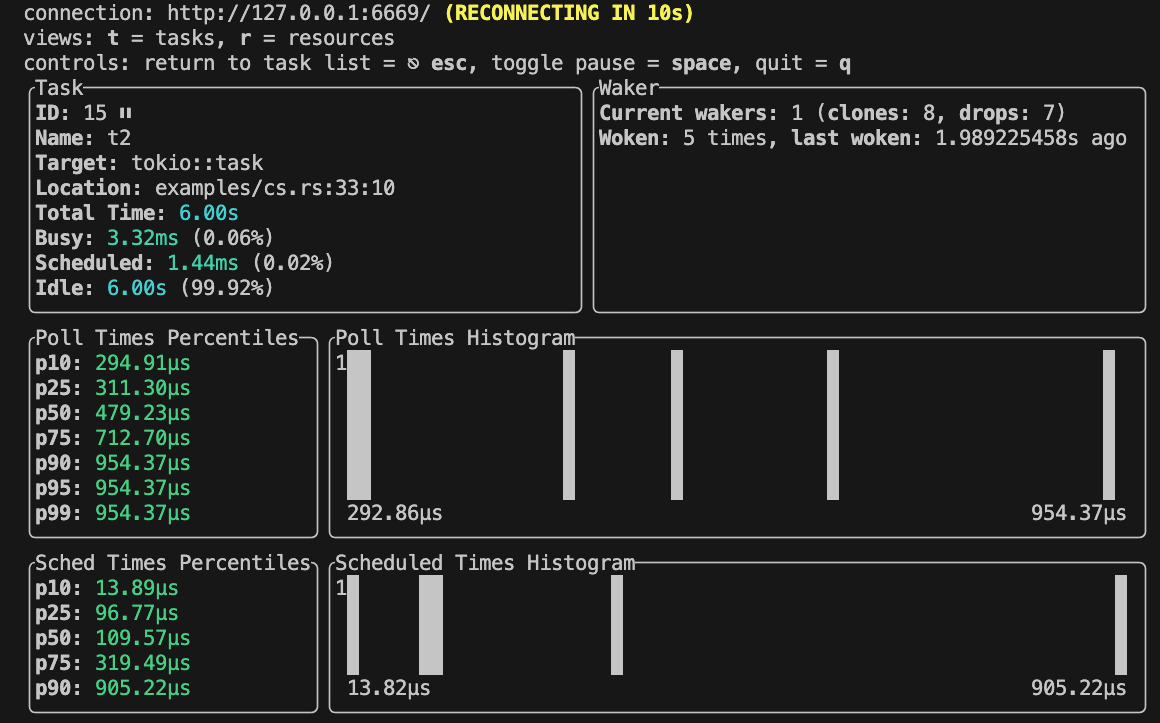 connection: http://127.0.0.1:6669/ (RECONNECTING IN 10s)
views: t = tasks, r = resources
controls: return to task list = ⎋ esc, toggle pause = space, quit = q
Task
ID: 15 ⏸
Name: t2
Target: tokio::task
Location: examples/cs.rs:33:10
Total Time: 6.00s
Busy: 3.32ms (0.06%)
Scheduled: 1.44ms (0.02%)
Idle: 6.00s (99.92%)
Waker
Current wakers: 1 (clones: 8, drops: 7)
Woken: 5 times, last woken: 1.989225458s ago
Poll Times Percentiles
p10: 294.91µs
p25: 311.30µs
p50: 479.23µs
p75: 712.70µs
p90: 954.37µs
p95: 954.37µs
p99: 954.37µs
Poll Times Histogram
1
292.86µs 954.37µs
Sched Times Percentiles
p10: 13.89µs
p25: 96.77µs
p50: 109.57µs
p75: 319.49µs
p90: 905.22µs
Scheduled Times Histogram
1
13.82µs 905.22µs